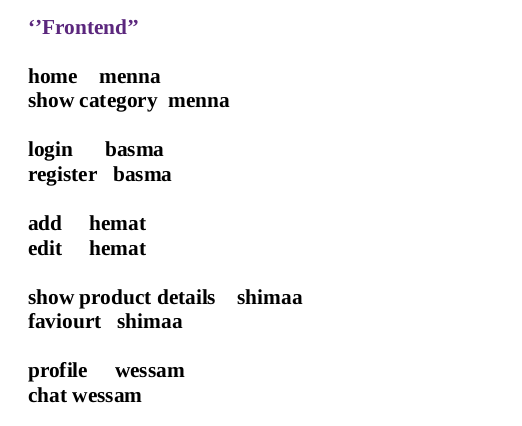 ‘’Frontend’’
home menna
show category menna
login basma
register basma
add hemat
edit hemat
show product details shimaa
faviourt shimaa
profile wessam
chat wessam